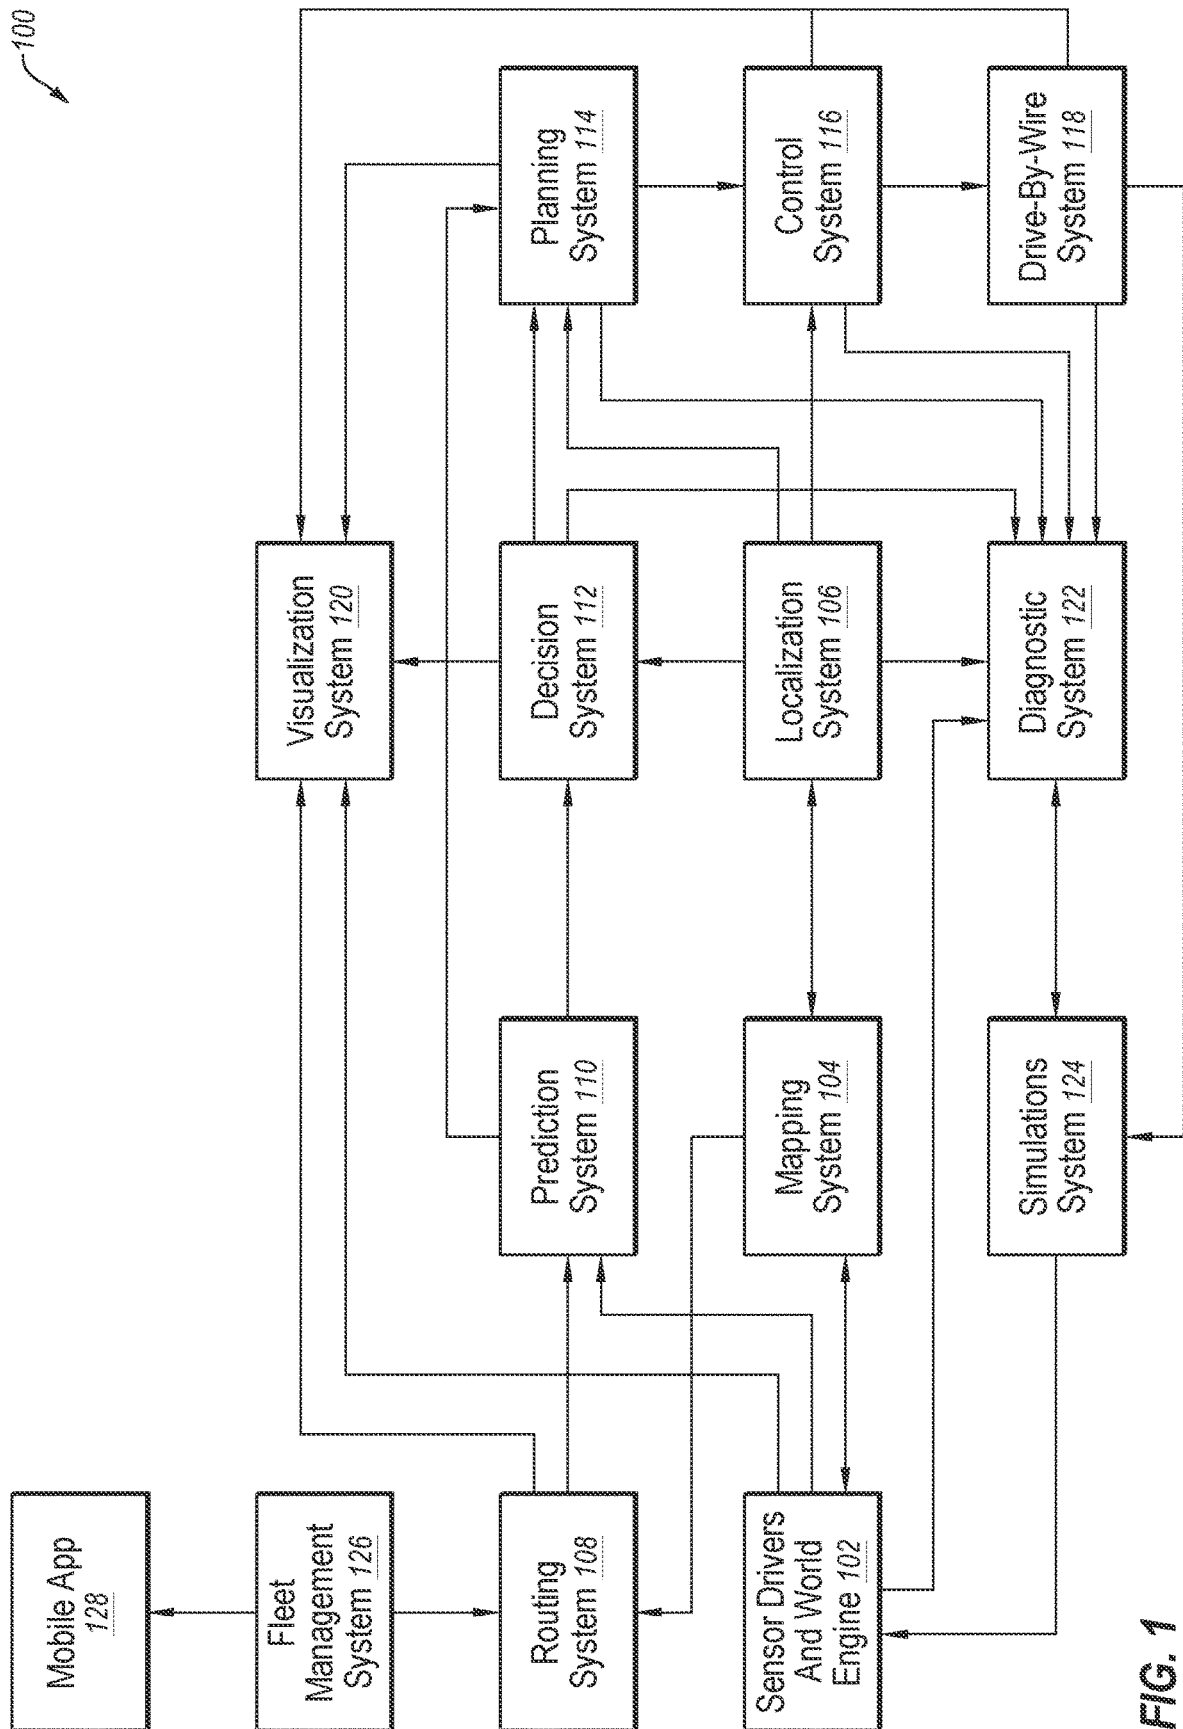 100
Mobile App
128
Fleet
Management
System 126
Visualization
System 120
Routing
System 108
Prediction
System 110
Decision
System 112
Planning
System 114
Sensor Drivers
And World
Engine 102
Mapping
System 104
Localization
System 106
Control
System 116
Simulations
System 124
Diagnostic
System 122
Drive-By-Wire
System 118
FIG. 1